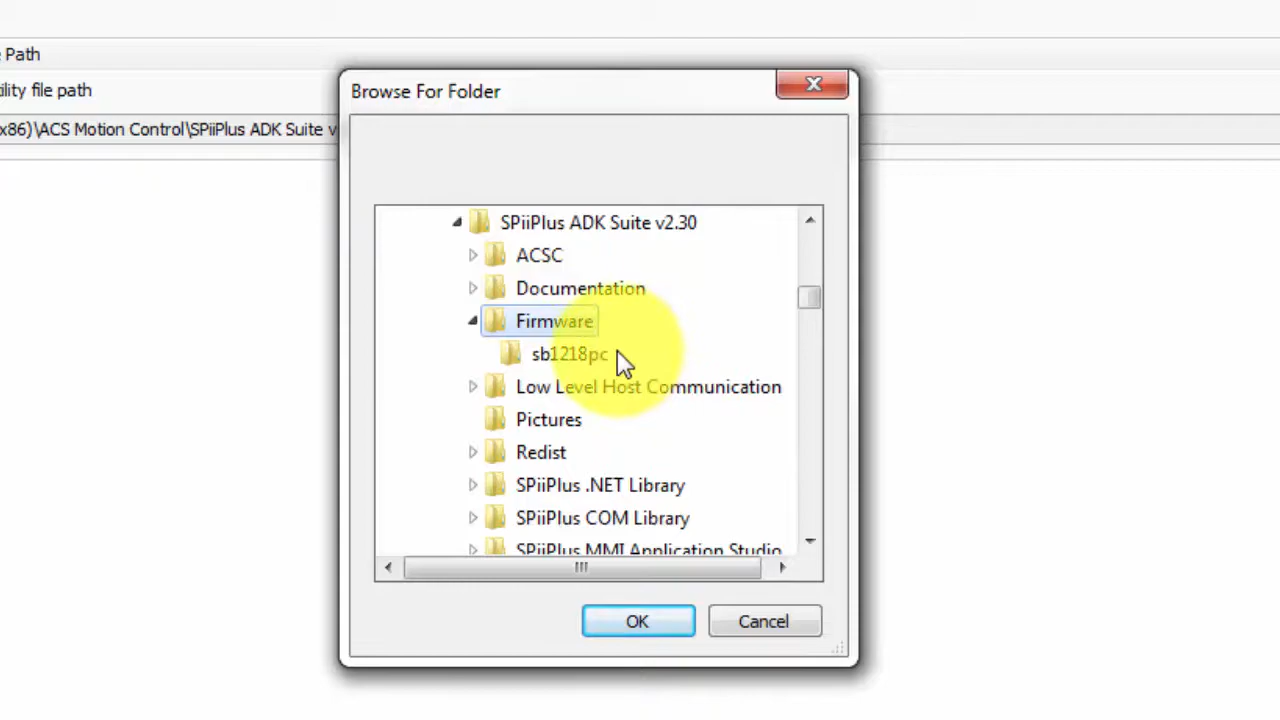 Path
ility file path
x86)\ACS Motion Control\SPiiPlus ADK Suite v
Browse For Folder
SPiiPlus ADK Suite v2.30
ACSC
Documentation
Firmware
sb1218pc
Low Level Host Communication
Pictures
Redist
SPiiPlus .NET Library
SPiiPlus COM Library
SPiiPlus MMI Application Studio
OK
Cancel